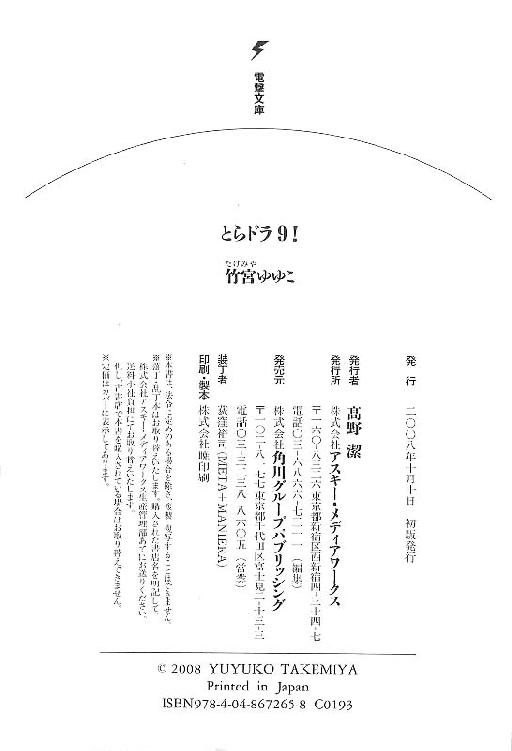 電撃文庫
とらドラ9!
たけみや
竹宮ゆゆこ
発行 二〇〇八年十月十日 初版発行
発行者 髙野 潔
発行所 株式会社アスキー・メディアワークス
〒一六〇-八三二六 東京都新宿区西新宿四-三十四-七
電話〇三-六八六六-七三一一(編集)
発売元 株式会社角川グループパブリッシング
〒一〇二-八一七七 東京都千代田区富士見二-十三-三
電話〇三-三二三八-八六〇五(営業)
装丁者 荻窪裕司(META+MANIERA)
印刷・製本 株式会社暁印刷
※本書は、法令に定めのある場合を除き、複製・複写することはできません。
※落丁・乱丁本はお取り替えいたします。購入された書店名を明記して、
株式会社アスキー・メディアワークス生産管理部あてにお送りください。
送料小社負担にてお取り替えいたします。
但し、古書店で本書を購入されている場合はお取り替えできません。
※定価はカバーに表示してあります。
© 2008 YUYUKO TAKEMIYA
Printed in Japan
ISBN978-4-04-867265-8 C0193